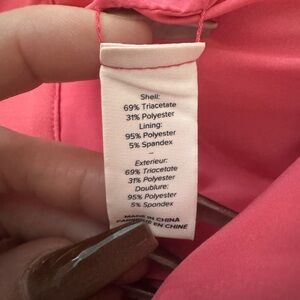 Shell:
69% Triacetate
31% Polyester
Lining:
95% Polyester
5% Spandex
–
Exterieur:
69% Triacetate
31% Polyester
Doublure:
95% Polyester
5% Spandex
MADE IN CHINA
EN CHINE